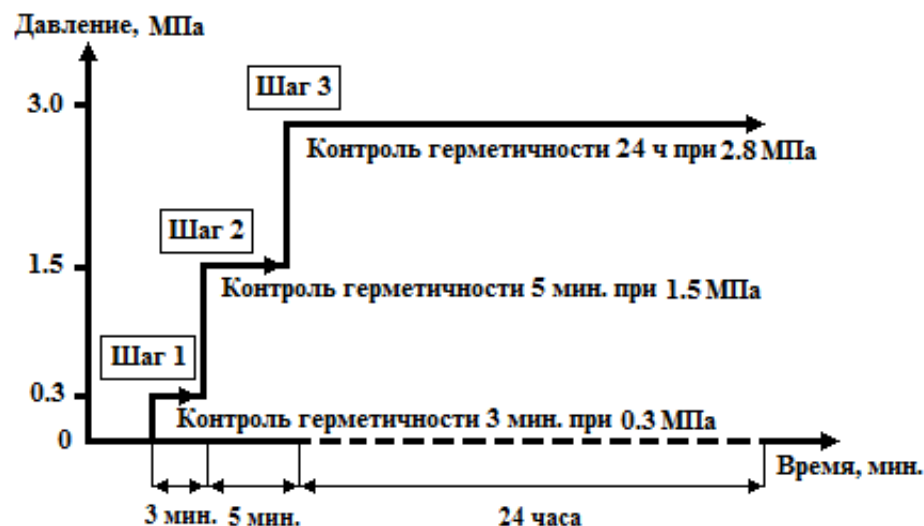 Давление, МПа
3.0
Шаг 3
Контроль герметичности 24 ч при 2.8 МПа
Шаг 2
1.5
Контроль герметичности 5 мин. при 1.5 МПа
Шаг 1
0.3
Контроль герметичности 3 мин. при 0.3 МПа
0
Время, мин.
3 мин. 5 мин. 24 часа